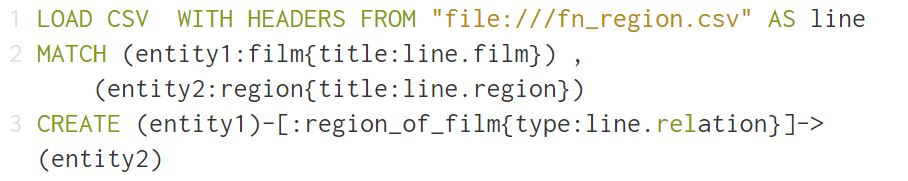 1 LOAD CSV  WITH HEADERS FROM "file:///fn_region.csv" AS line
2 MATCH (entity1:film{title:line.film}) ,
(entity2:region{title:line.region})
3 CREATE (entity1)-[:region_of_film{type:line.relation}]->
(entity2)